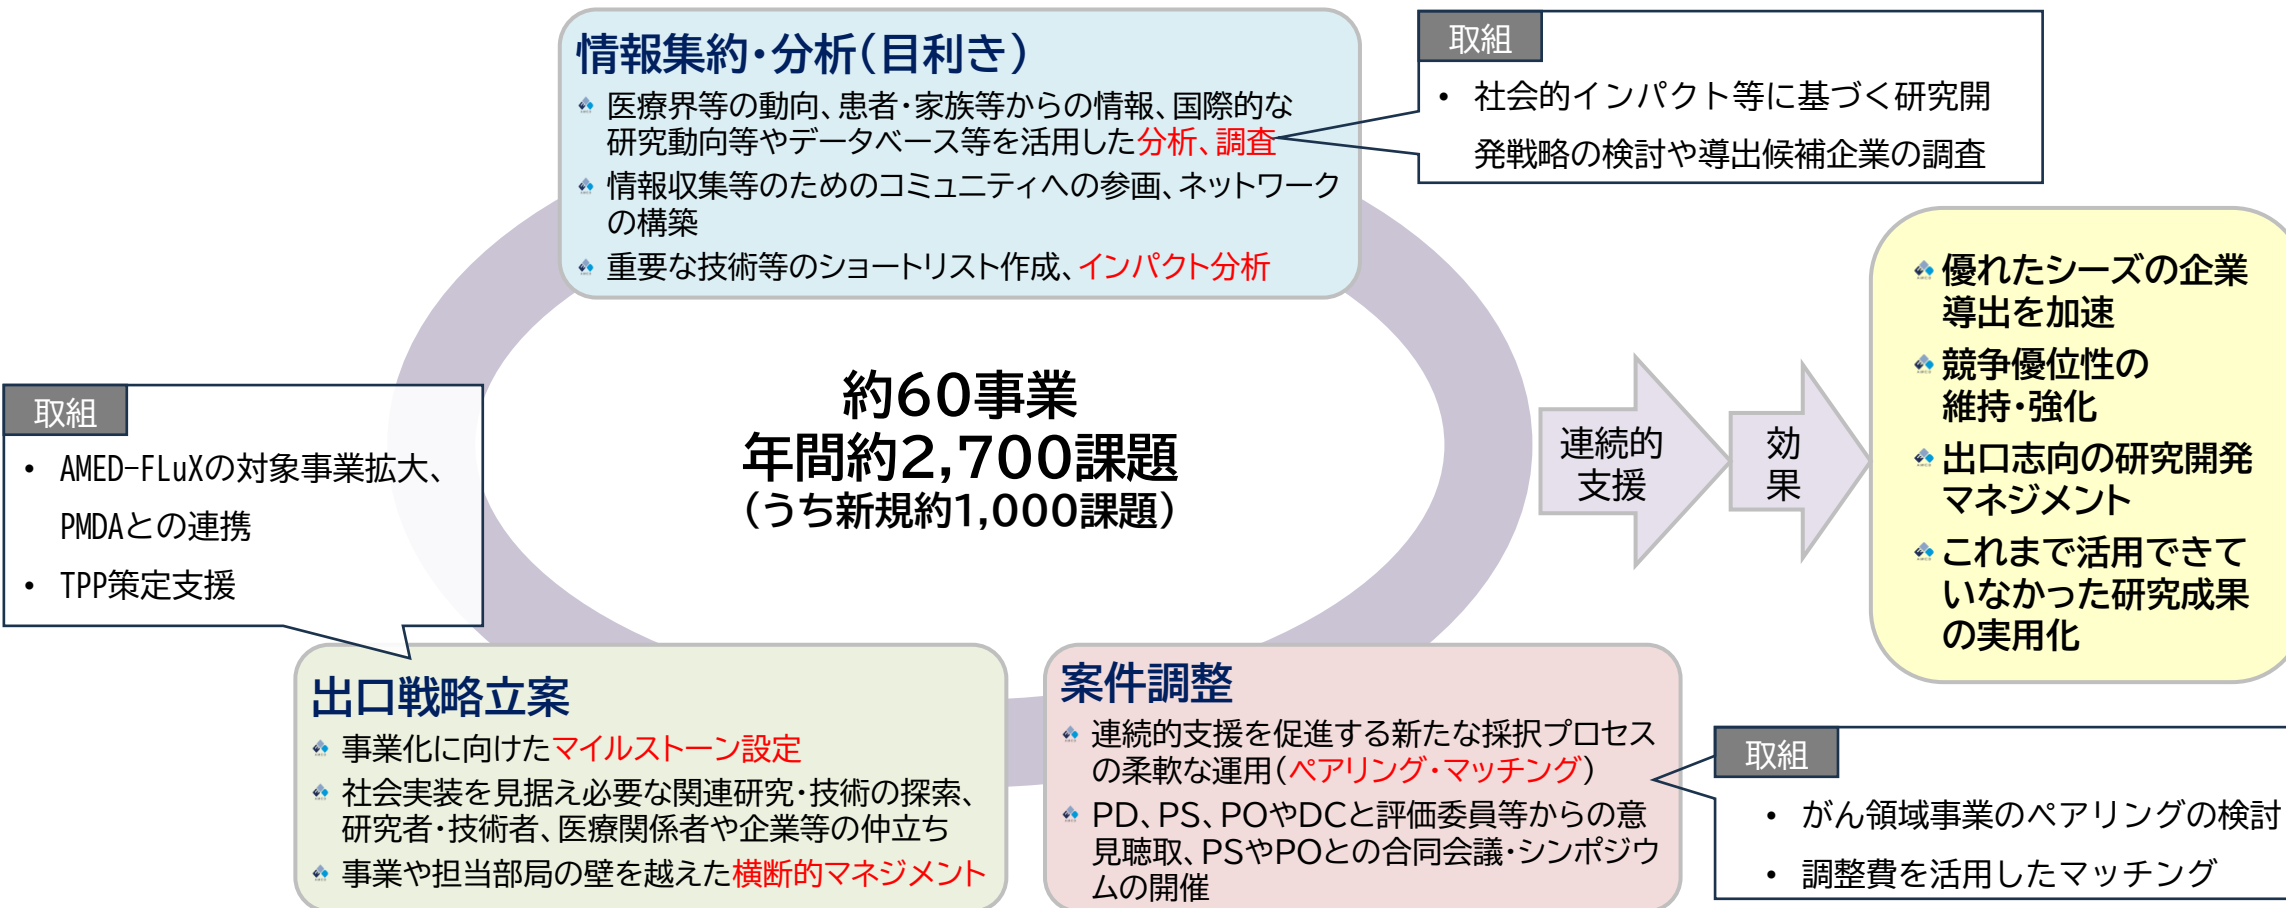 情報集約・分析（目利き）
医療界等の動向、患者・家族等からの情報、国際的な
研究動向等やデータベース等を活用した分析、調査
情報収集等のためのコミュニティへの参画、ネットワーク
の構築
重要な技術等のショートリスト作成、インパクト分析
取組
• 社会的インパクト等に基づく研究開
発戦略の検討や導出候補企業の調査
約60事業
年間約2,700課題
（うち新規約1,000課題）
取組
• AMED-FLuXの対象事業拡大、
PMDAとの連携
• TPP策定支援
出口戦略立案
事業化に向けたマイルストーン設定
社会実装を見据え必要な関連研究・技術の探索、
研究者・技術者、医療関係者や企業等の仲立ち
事業や担当部局の壁を越えた横断的マネジメント
案件調整
連続的支援を促進する新たな採択プロセス
の柔軟な運用（ペアリング・マッチング）
PD、PS、POやDCと評価委員等からの意
見聴取、PSやPOとの合同会議・シンポジウ
ムの開催
取組
• がん領域事業のペアリングの検討
• 調整費を活用したマッチング
連続的
支援
効
果
優れたシーズの企業
導出を加速
競争優位性の
維持・強化
出口志向の研究開発
マネジメント
これまで活用できて
いなかった研究成果
の実用化